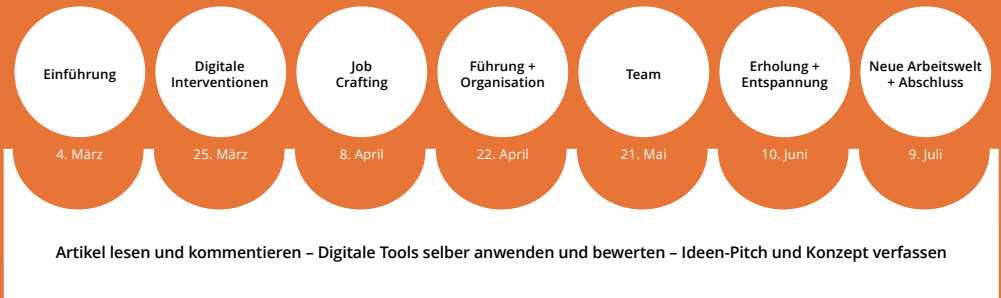 Einführung
Digitale
Interventionen
Job
Crafting
Führung +
Organisation
Team
Erholung +
Entspannung
Neue Arbeitswelt
+ Abschluss
4. März
25. März
8. April
22. April
21. Mai
10. Juni
9. Juli
Artikel lesen und kommentieren – Digitale Tools selber anwenden und bewerten – Ideen-Pitch und Konzept verfassen